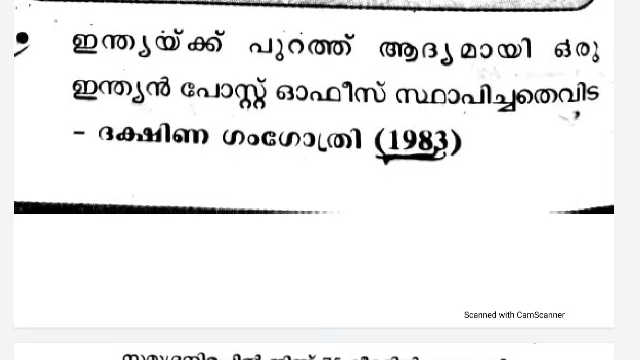 ഇന്ത്യയ്ക്ക് പുറത്ത് ആദ്യമായി ഒരു
ഇന്ത്യൻ പോസ്റ്റ് ഓഫീസ് സ്ഥാപിച്ചതെവിടെ
- ദക്ഷിണ ഗംഗോത്രി (1983)
Scanned with CamScanner